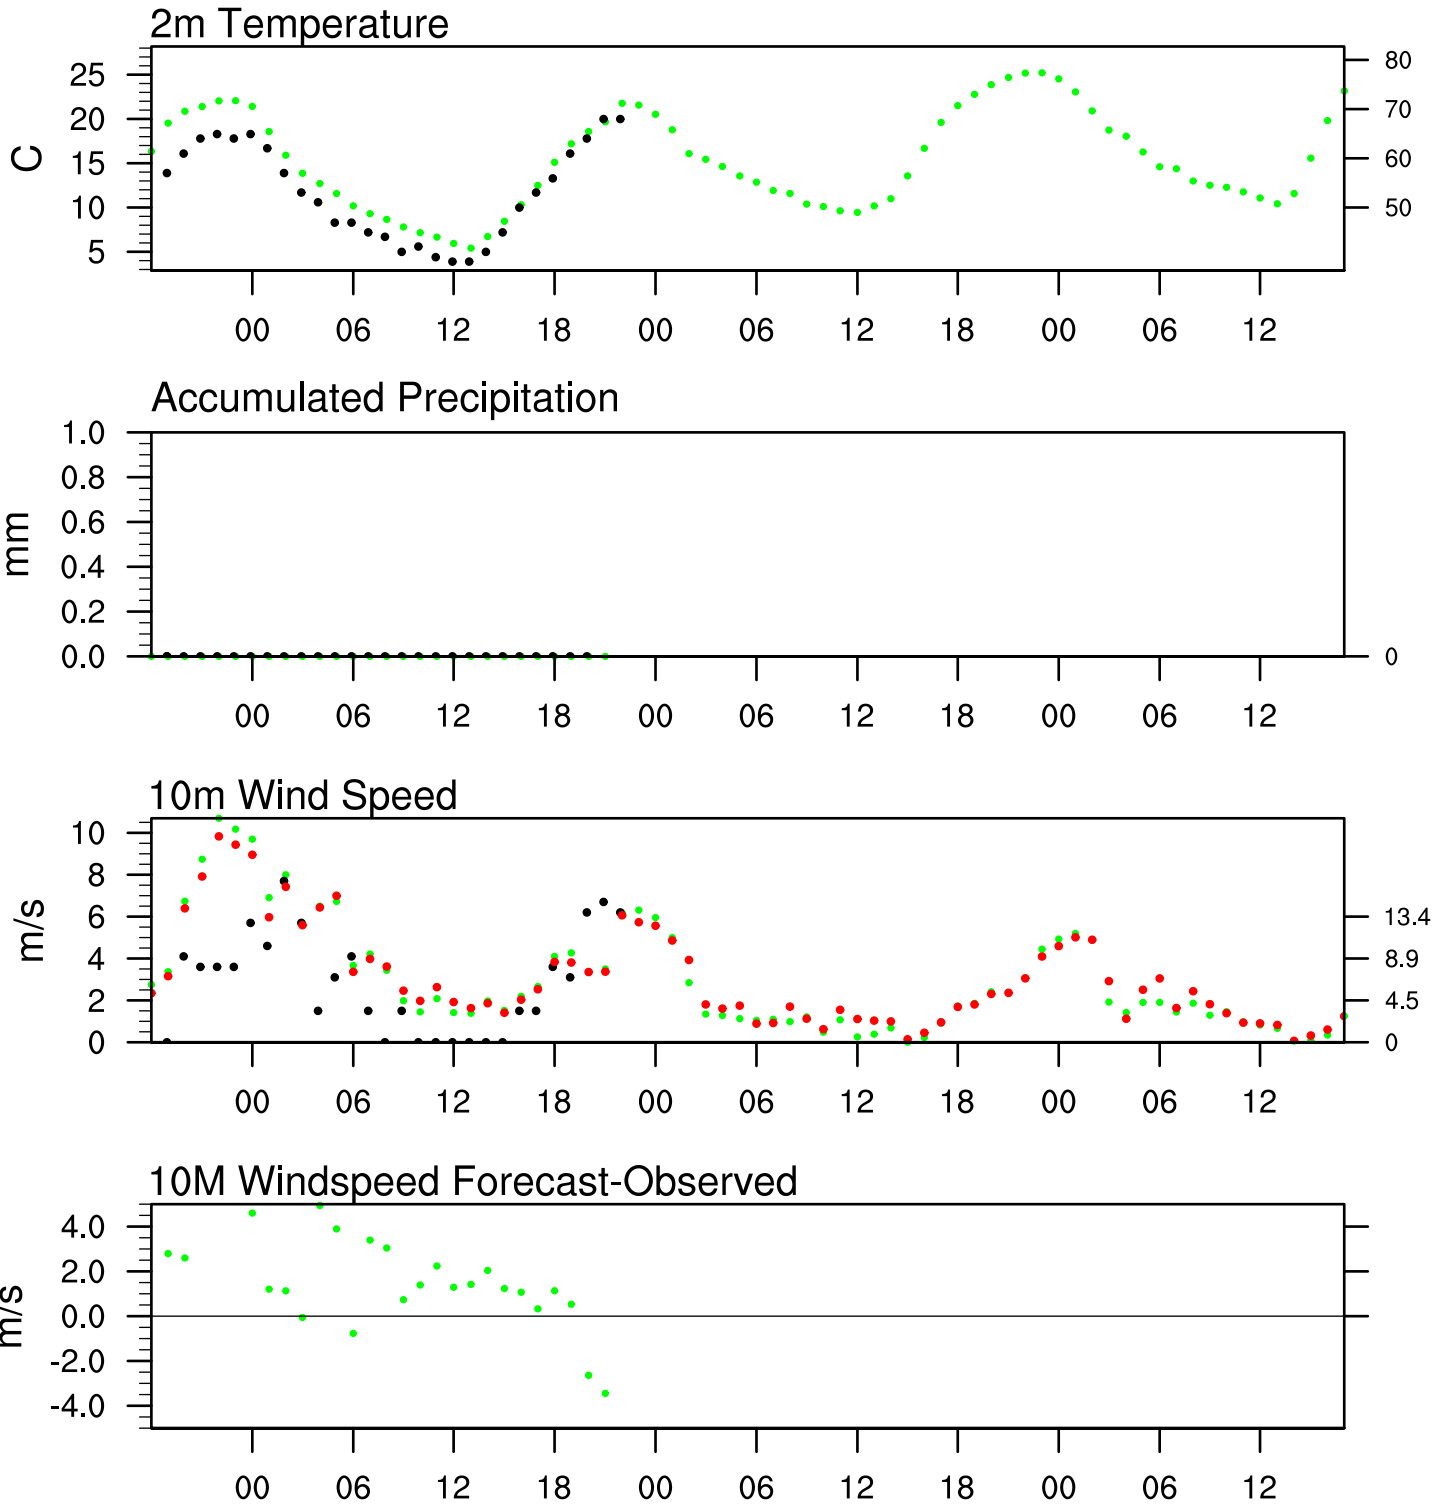 2m Temperature
25 80
20 70
C
15 60
10 50
5
00 06 12 18 00 06 12 18 00 06 12
Accumulated Precipitation
1.0
0.8
0.6
mm
0.4
0.2
0.0 0
00 06 12 18 00 06 12 18 00 06 12
10m Wind Speed
10
8
6 13.4
m/s
4 8.9
2 4.5
0 0
00 06 12 18 00 06 12 18 00 06 12
10M Windspeed Forecast-Observed
4.0
2.0
0.0
m/s
-2.0
-4.0
00 06 12 18 00 06 12 18 00 06 12